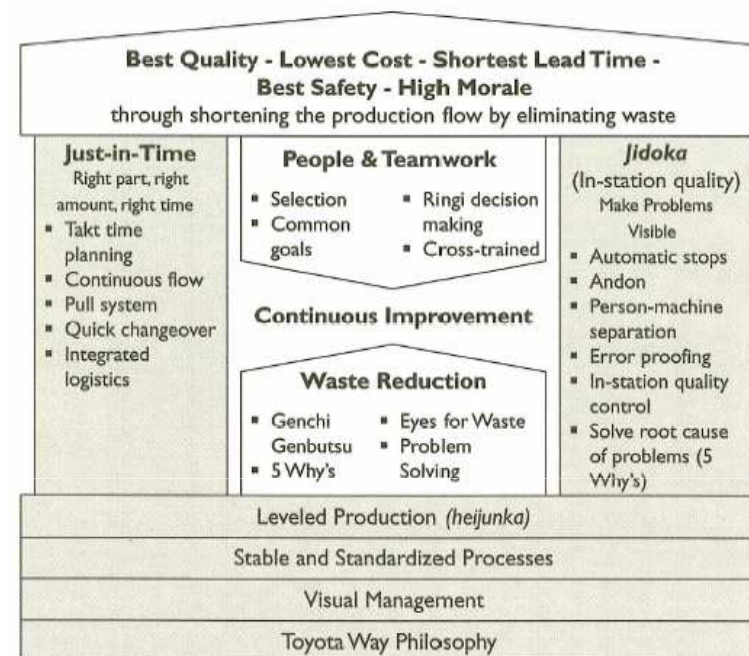 Best Quality - Lowest Cost - Shortest Lead Time -
Best Safety - High Morale
through shortening the production flow by eliminating waste
Just-in-Time
Right part, right
amount, right time
▪ Takt time
planning
▪ Continuous flow
▪ Pull system
▪ Quick changeover
▪ Integrated
logistics
People & Teamwork
▪ Selection
▪ Common
goals
▪ Ringi decision
making
▪ Cross-trained
Continuous Improvement
Waste Reduction
▪ Genchi
Genbutsu
▪ 5 Why's
▪ Eyes for Waste
▪ Problem
Solving
Jidoka
(In-station quality)
Make Problems
Visible
▪ Automatic stops
▪ Andon
▪ Person-machine
separation
▪ Error proofing
▪ In-station quality
control
▪ Solve root cause
of problems (5
Why's)
Leveled Production (heijunka)
Stable and Standardized Processes
Visual Management
Toyota Way Philosophy